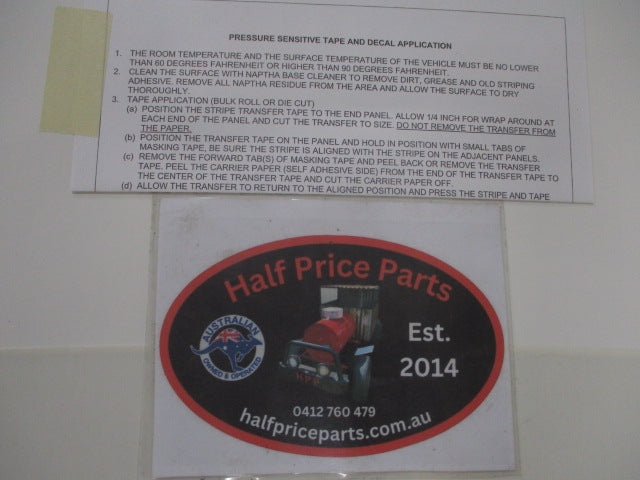 PRESSURE SENSITIVE TAPE AND DECAL APPLICATION
1. THE ROOM TEMPERATURE AND THE SURFACE TEMPERATURE OF THE VEHICLE MUST BE NO LOWER
THAN 60 DEGREES FAHRENHEIT OR HIGHER THAN 90 DEGREES FAHRENHEIT.
2. CLEAN THE SURFACE WITH NAPTHA BASE CLEANER TO REMOVE DIRT, GREASE AND OLD STRIPING
ADHESIVE. REMOVE ALL NAPTHA RESIDUE FROM THE AREA AND ALLOW THE SURFACE TO DRY
THOROUGHLY.
3. TAPE APPLICATION (BULK ROLL OR DIE CUT)
(a) POSITION THE STRIPE TRANSFER TAPE TO THE END PANEL. ALLOW 1/4 INCH FOR WRAP AROUND AT
EACH END OF THE PANEL AND CUT THE TRANSFER TO SIZE. DO NOT REMOVE THE TRANSFER FROM
THE PAPER.
(b) POSITION THE TRANSFER TAPE ON THE PANEL AND HOLD IN POSITION WITH SMALL TABS OF
MASKING TAPE, BE SURE THE STRIPE IS ALIGNED WITH THE STRIPE ON THE ADJACENT PANELS.
(c) REMOVE THE FORWARD TAB(S) OF MASKING TAPE AND PEEL BACK OR REMOVE THE TRANSFER
TAPE. PEEL THE CARRIER PAPER (SELF ADHESIVE SIDE) FROM THE END OF THE TRANSFER TAPE TO
THE CENTER OF THE TRANSFER TAPE AND CUT THE CARRIER PAPER OFF.
(d) ALLOW THE TRANSFER TO RETURN TO THE ALIGNED POSITION AND PRESS THE STRIPE AND TAPE
Half Price Parts
AUSTRALIAN
OWNED & OPERATED
HPP
Est.
2014
0412 760 479
halfpriceparts.com.au